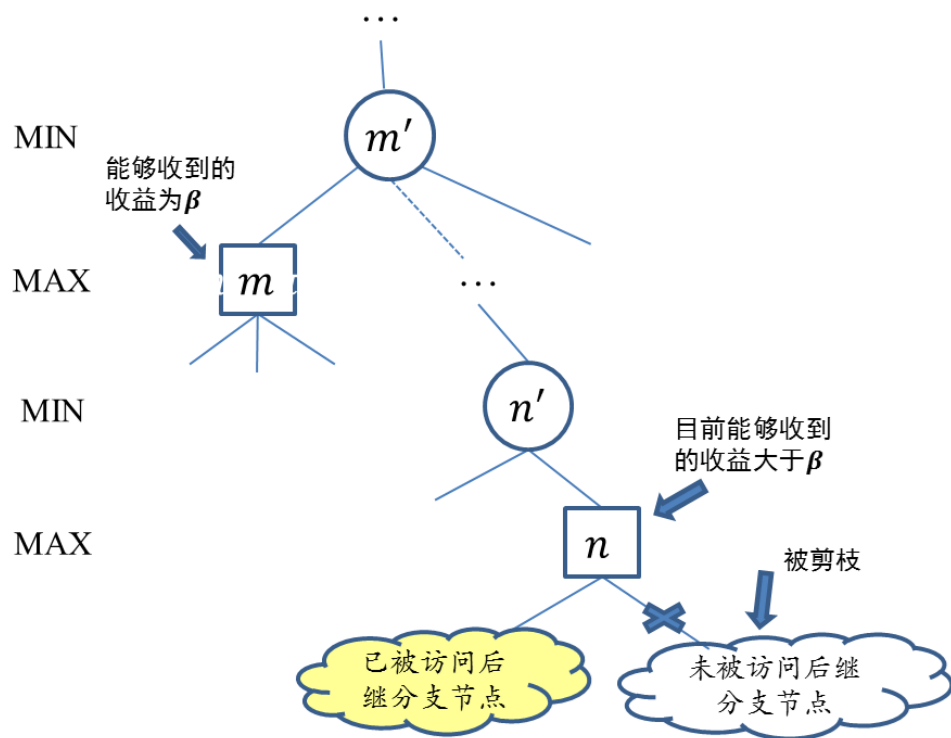 ...
MIN
m′
能够收到的
收益为β
MAX
m
...
MIN
n′
目前能够收到
的收益大于β
MAX
n
被剪枝
已被访问后
继分支节点
未被访问后继
分支节点